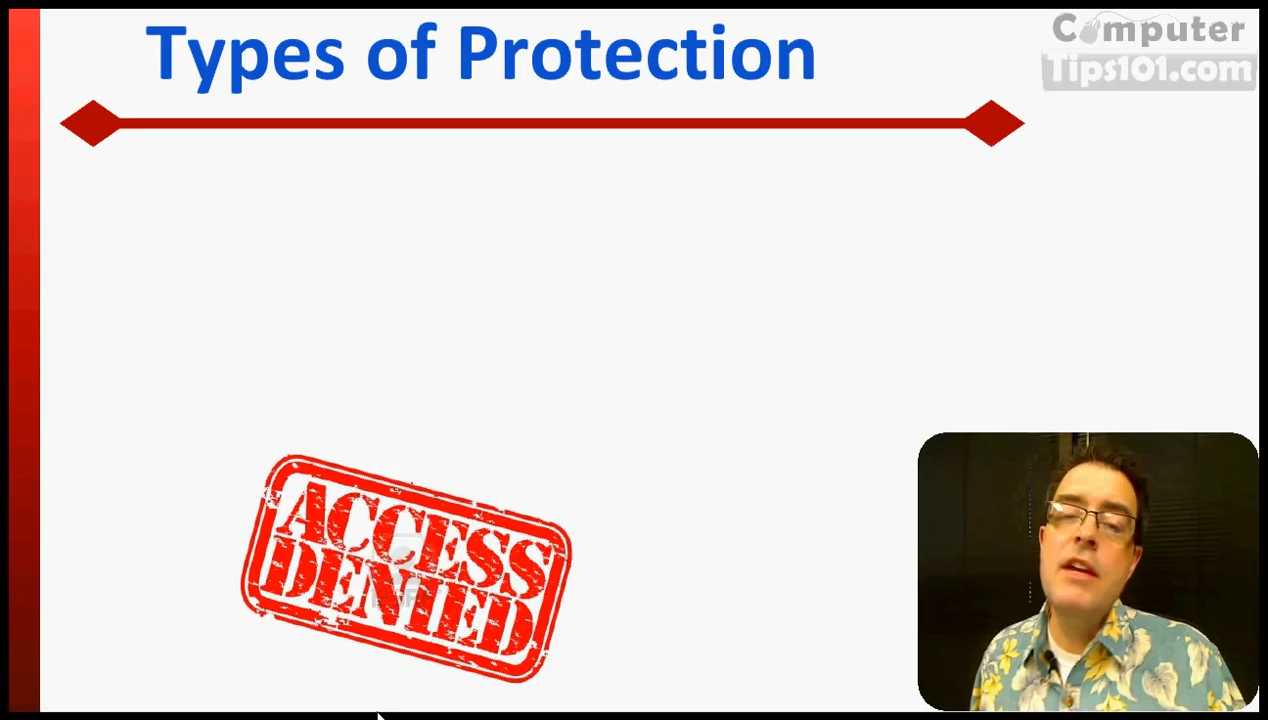 Types of Protection
Computer
Tips101.com
ACCESS
DENIED